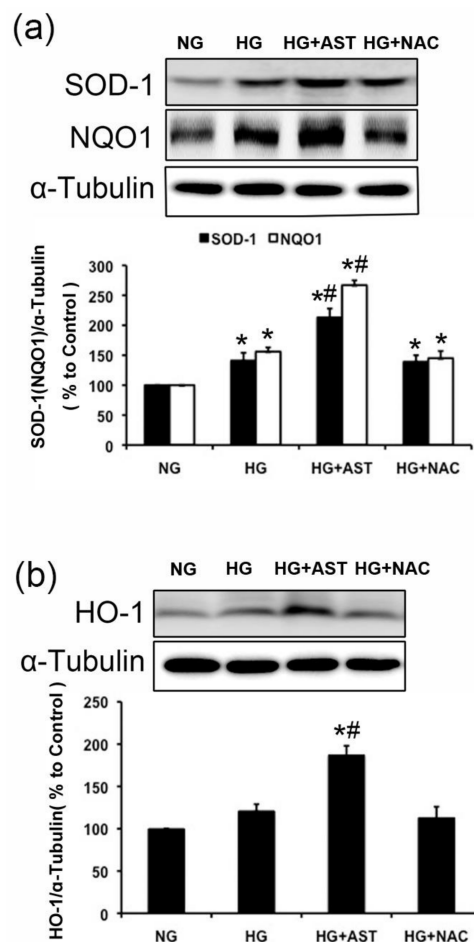 (a)
NG HG HG+AST HG+NAC
SOD-1
NQO1
α-Tubulin
■SOD-1 □NQO1
SOD-1(NQO1)/α-Tubulin
( % to Control )
300
250
200
150
100
50
0
* *
*# *#
* *
NG HG HG+AST HG+NAC
(b)
NG HG HG+AST HG+NAC
HO-1
α-Tubulin
HO-1/α-Tubulin( % to Control)
250
200
150
100
50
0
*#
NG HG HG+AST HG+NAC